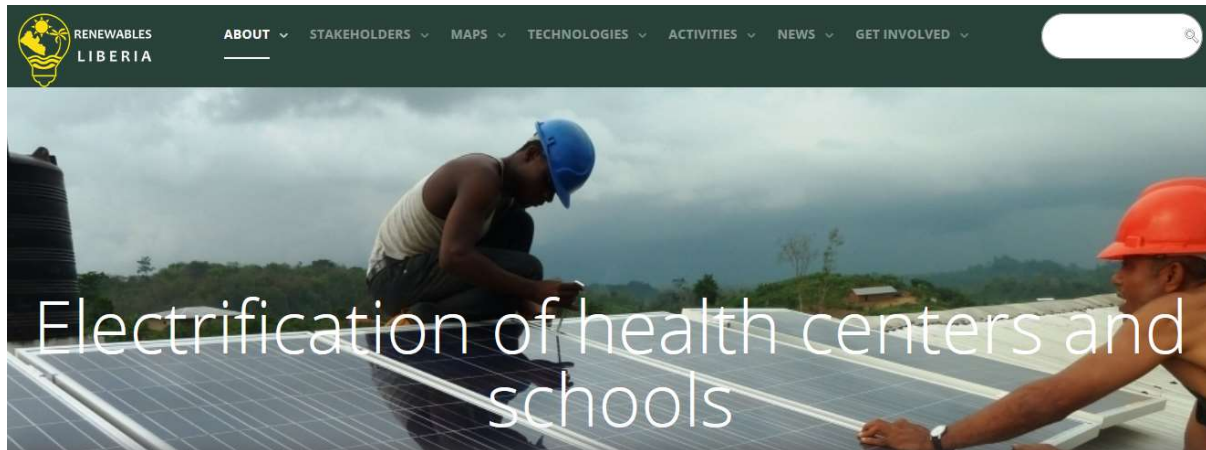 RENEWABLES
LIBERIA
ABOUT STAKEHOLDERS MAPS TECHNOLOGIES ACTIVITIES NEWS GET INVOLVED
Electrification of health centers and
schools